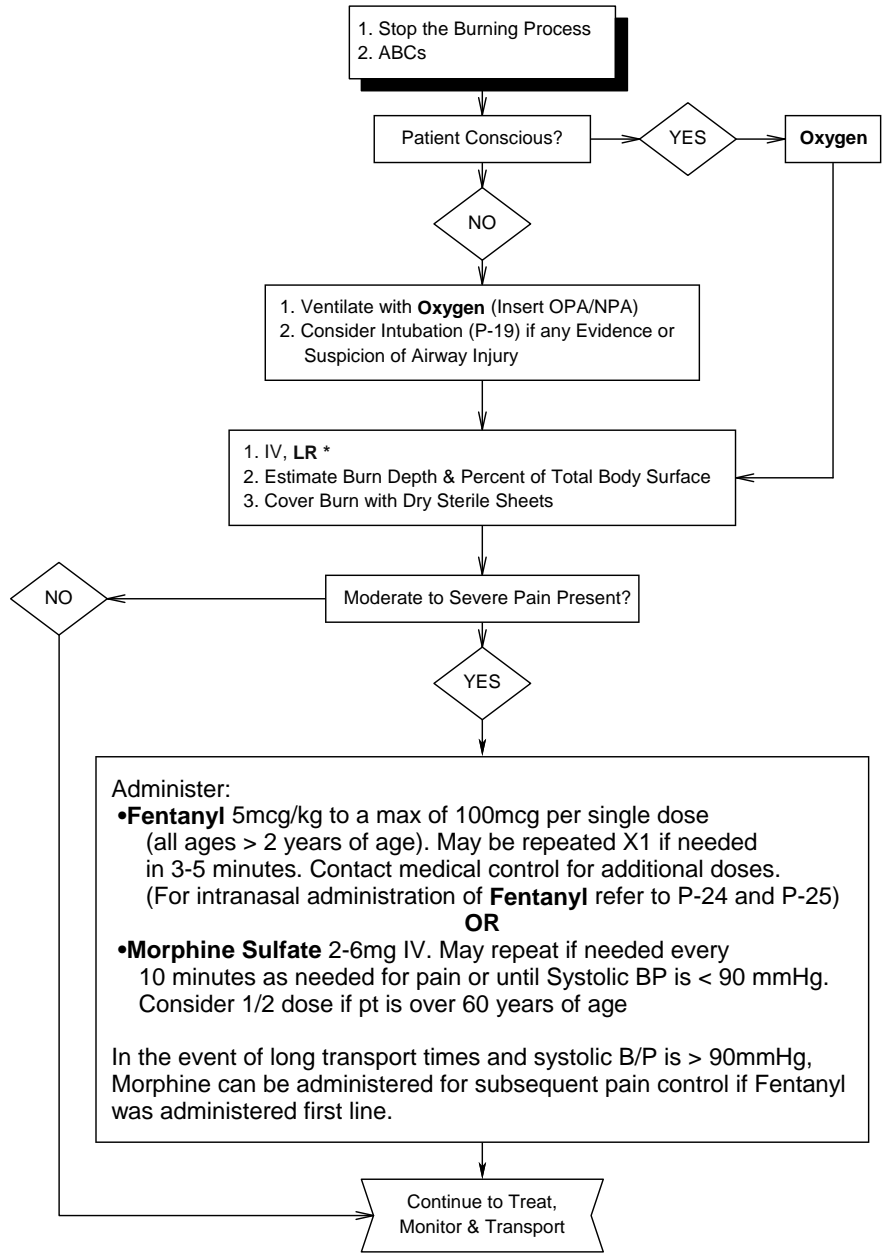 1. Stop the Burning Process
2. ABCs
Patient Conscious?
YES
Oxygen
NO
1. Ventilate with Oxygen (Insert OPA/NPA)
2. Consider Intubation (P-19) if any Evidence or
Suspicion of Airway Injury
1. IV, LR *
2. Estimate Burn Depth & Percent of Total Body Surface
3. Cover Burn with Dry Sterile Sheets
Moderate to Severe Pain Present?
NO
YES
Administer:
•Fentanyl 5mcg/kg to a max of 100mcg per single dose
(all ages > 2 years of age). May be repeated X1 if needed
in 3-5 minutes. Contact medical control for additional doses.
(For intranasal administration of Fentanyl refer to P-24 and P-25)
OR
•Morphine Sulfate 2-6mg IV. May repeat if needed every
10 minutes as needed for pain or until Systolic BP is < 90 mmHg.
Consider 1/2 dose if pt is over 60 years of age
In the event of long transport times and systolic B/P is > 90mmHg,
Morphine can be administered for subsequent pain control if Fentanyl
was administered first line.
Continue to Treat,
Monitor & Transport